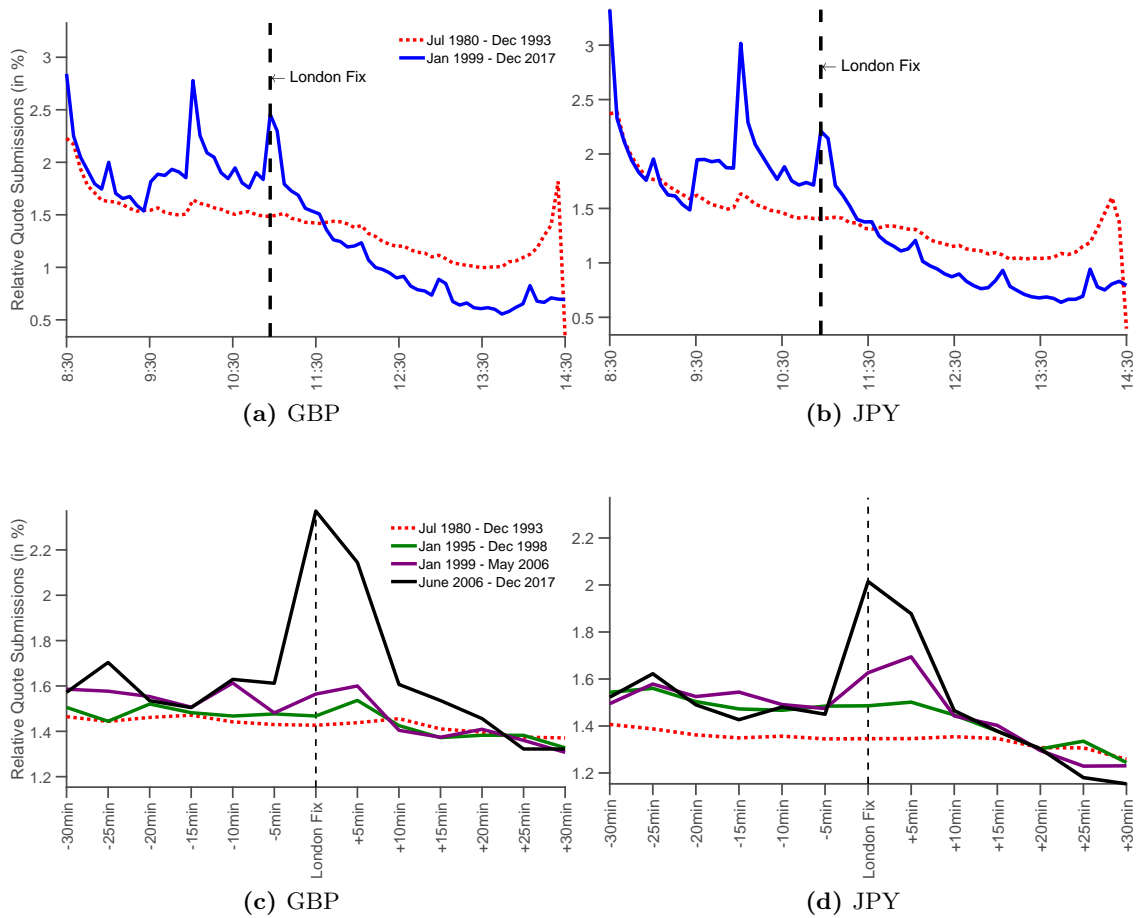 Relative Quote Submissions (in %)
3
2.5
2
1.5
1
0.5
Jul 1980 - Dec 1993
Jan 1999 - Dec 2017
← London Fix
8:30
9:30
10:30
11:30
12:30
13:30
14:30
(a) GBP
3
2.5
2
1.5
1
0.5
← London Fix
8:30
9:30
10:30
11:30
12:30
13:30
14:30
(b) JPY
Relative Quote Submissions (in %)
2.2
2
1.8
1.6
1.4
1.2
Jul 1980 - Dec 1993
Jan 1995 - Dec 1998
Jan 1999 - May 2006
June 2006 - Dec 2017
-30min
-25min
-20min
-15min
-10min
-5min
London Fix
+5min
+10min
+15min
+20min
+25min
+30min
(c) GBP
2.2
2
1.8
1.6
1.4
1.2
-30min
-25min
-20min
-15min
-10min
-5min
London Fix
+5min
+10min
+15min
+20min
+25min
+30min
(d) JPY